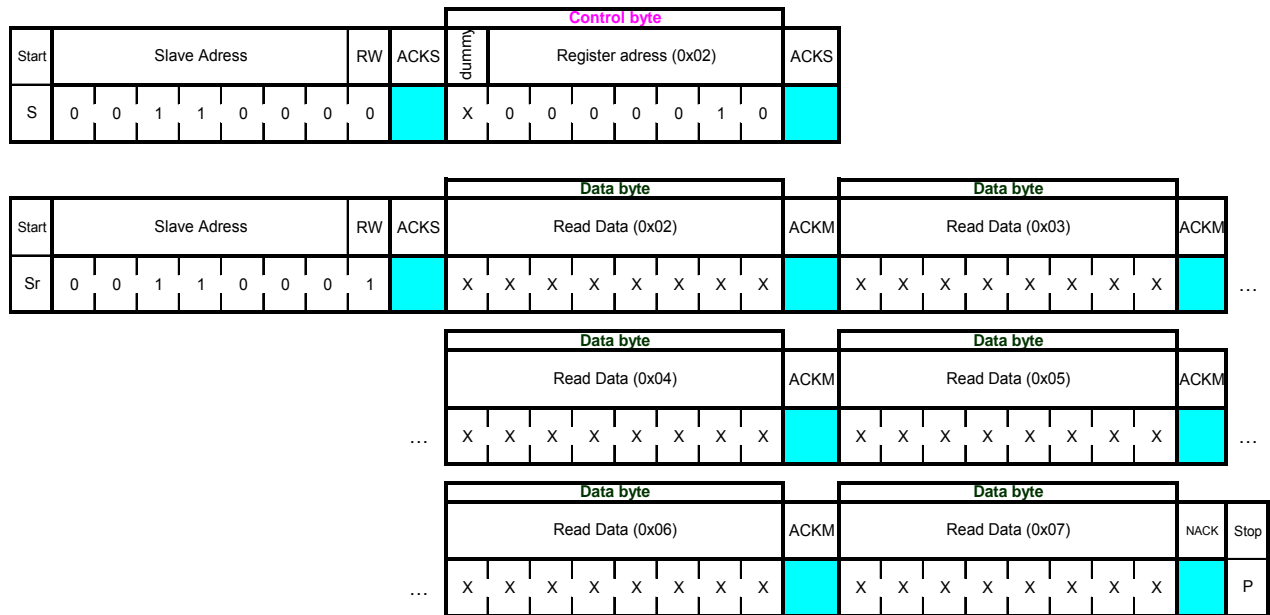 Control byte
Start Slave Adress RW ACKS dummy Register adress (0x02) ACKS
S 0 0 1 1 0 0 0 0 X 0 0 0 0 0 1 0
Data byte Data byte
Start Slave Adress RW ACKS Read Data (0x02) ACKM Read Data (0x03) ACKM
Sr 0 0 1 1 0 0 0 1 X X X X X X X X X X X X X X X X …
Data byte Data byte
Read Data (0x04) ACKM Read Data (0x05) ACKM
… X X X X X X X X X X X X X X X X …
Data byte Data byte
Read Data (0x06) ACKM Read Data (0x07) NACK Stop
… X X X X X X X X X X X X X X X X P